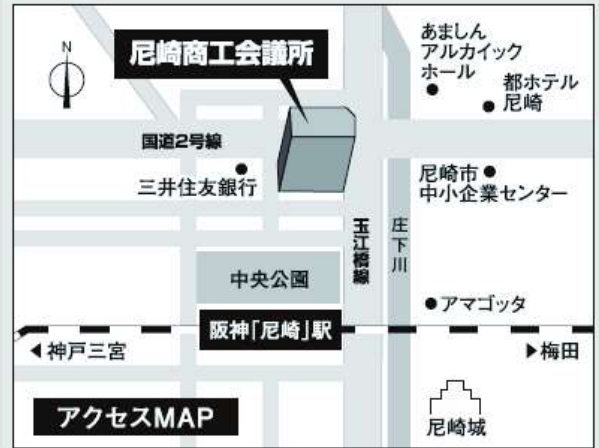 N
尼崎商工会議所
あましん
アルカイック
ホール
都ホテル
尼崎
国道2号線
三井住友銀行
尼崎市
中小企業センター
玉江橋線
庄下川
中央公園
アマゴッタ
阪神「尼崎」駅
神戸三宮
梅田
アクセスMAP
尼崎城